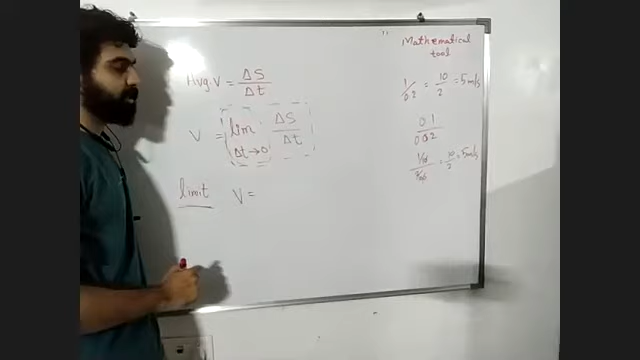 Avg.V = ΔS/Δt
V = lim Δt→0 ΔS/Δt
limit V =
Mathematical
tool
1/0.2 = 10/2 = 5 m/s
0.1/0.02
= 10/2 = 5 m/s